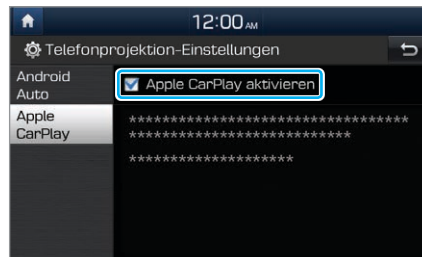 12:00 AM
Telefonprojektion-Einstellungen
Android
Auto
Apple CarPlay aktivieren
Apple
CarPlay
**********************************
***************************
********************